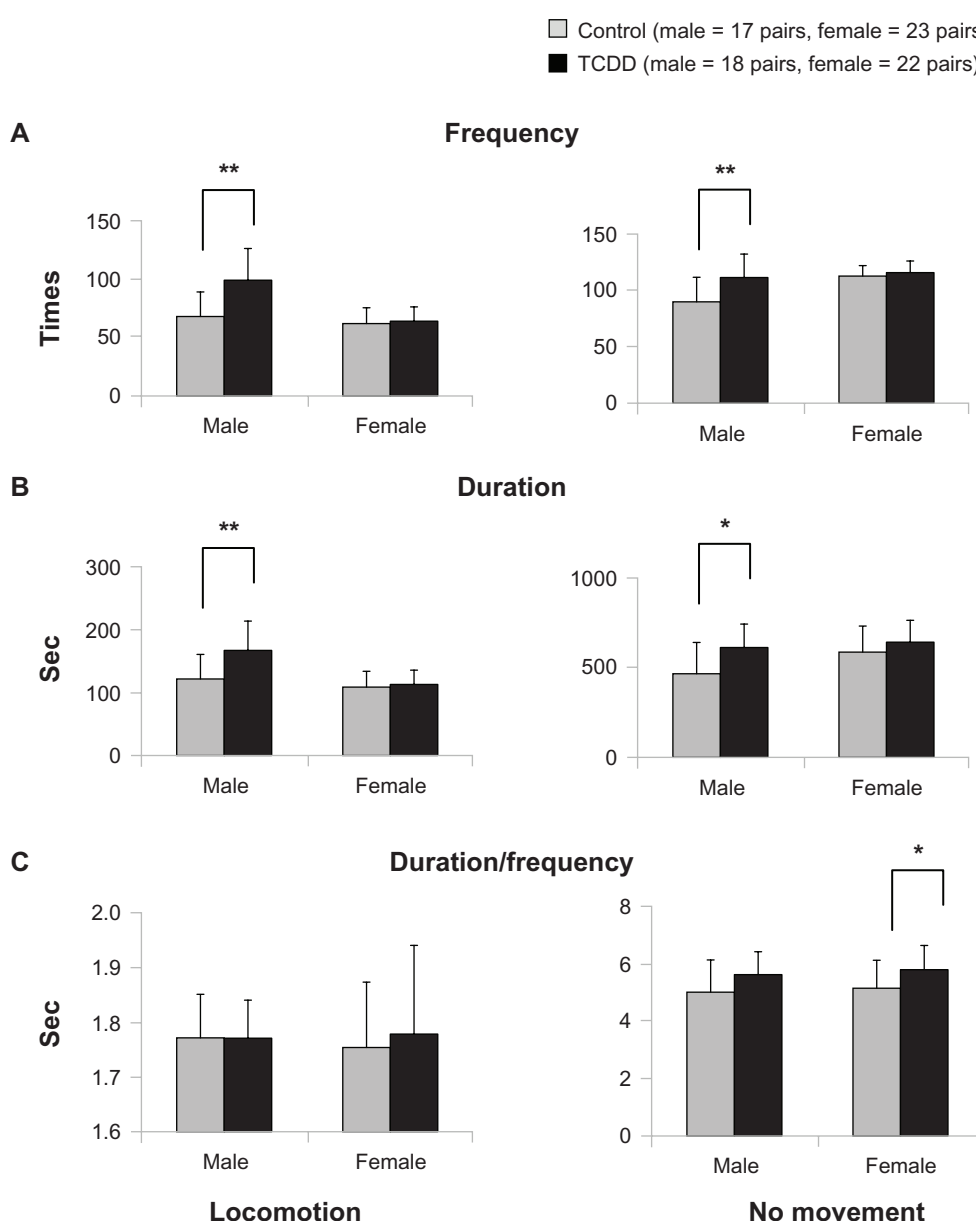 Control (male = 17 pairs, female = 23 pairs
TCDD (male = 18 pairs, female = 22 pairs)
A
Frequency
**
**
Times
150
100
50
0
Male
Female
150
100
50
0
Male
Female
B
Duration
**
*
Sec
300
200
100
0
Male
Female
1000
500
0
Male
Female
C
Duration/frequency
*
Sec
2.0
1.9
1.8
1.7
1.6
Male
Female
8
6
4
2
0
Male
Female
Locomotion
No movement